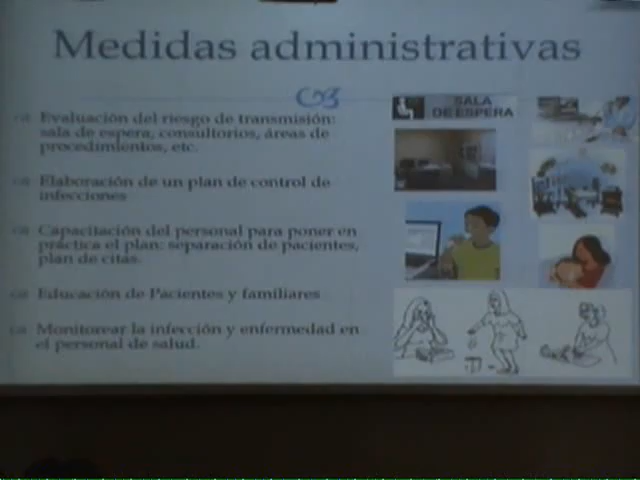 Medidas administrativas
Evaluación del riesgo de transmisión:
sala de espera, consultorios, áreas de
procedimientos, etc.
Elaboración de un plan de control de
infecciones
Capacitación del personal para poner en
práctica el plan: separación de pacientes,
plan de citas.
Educación de Pacientes y familiares
Monitorear la infección y enfermedad en
el personal de salud.
SALA
DE ESPERA